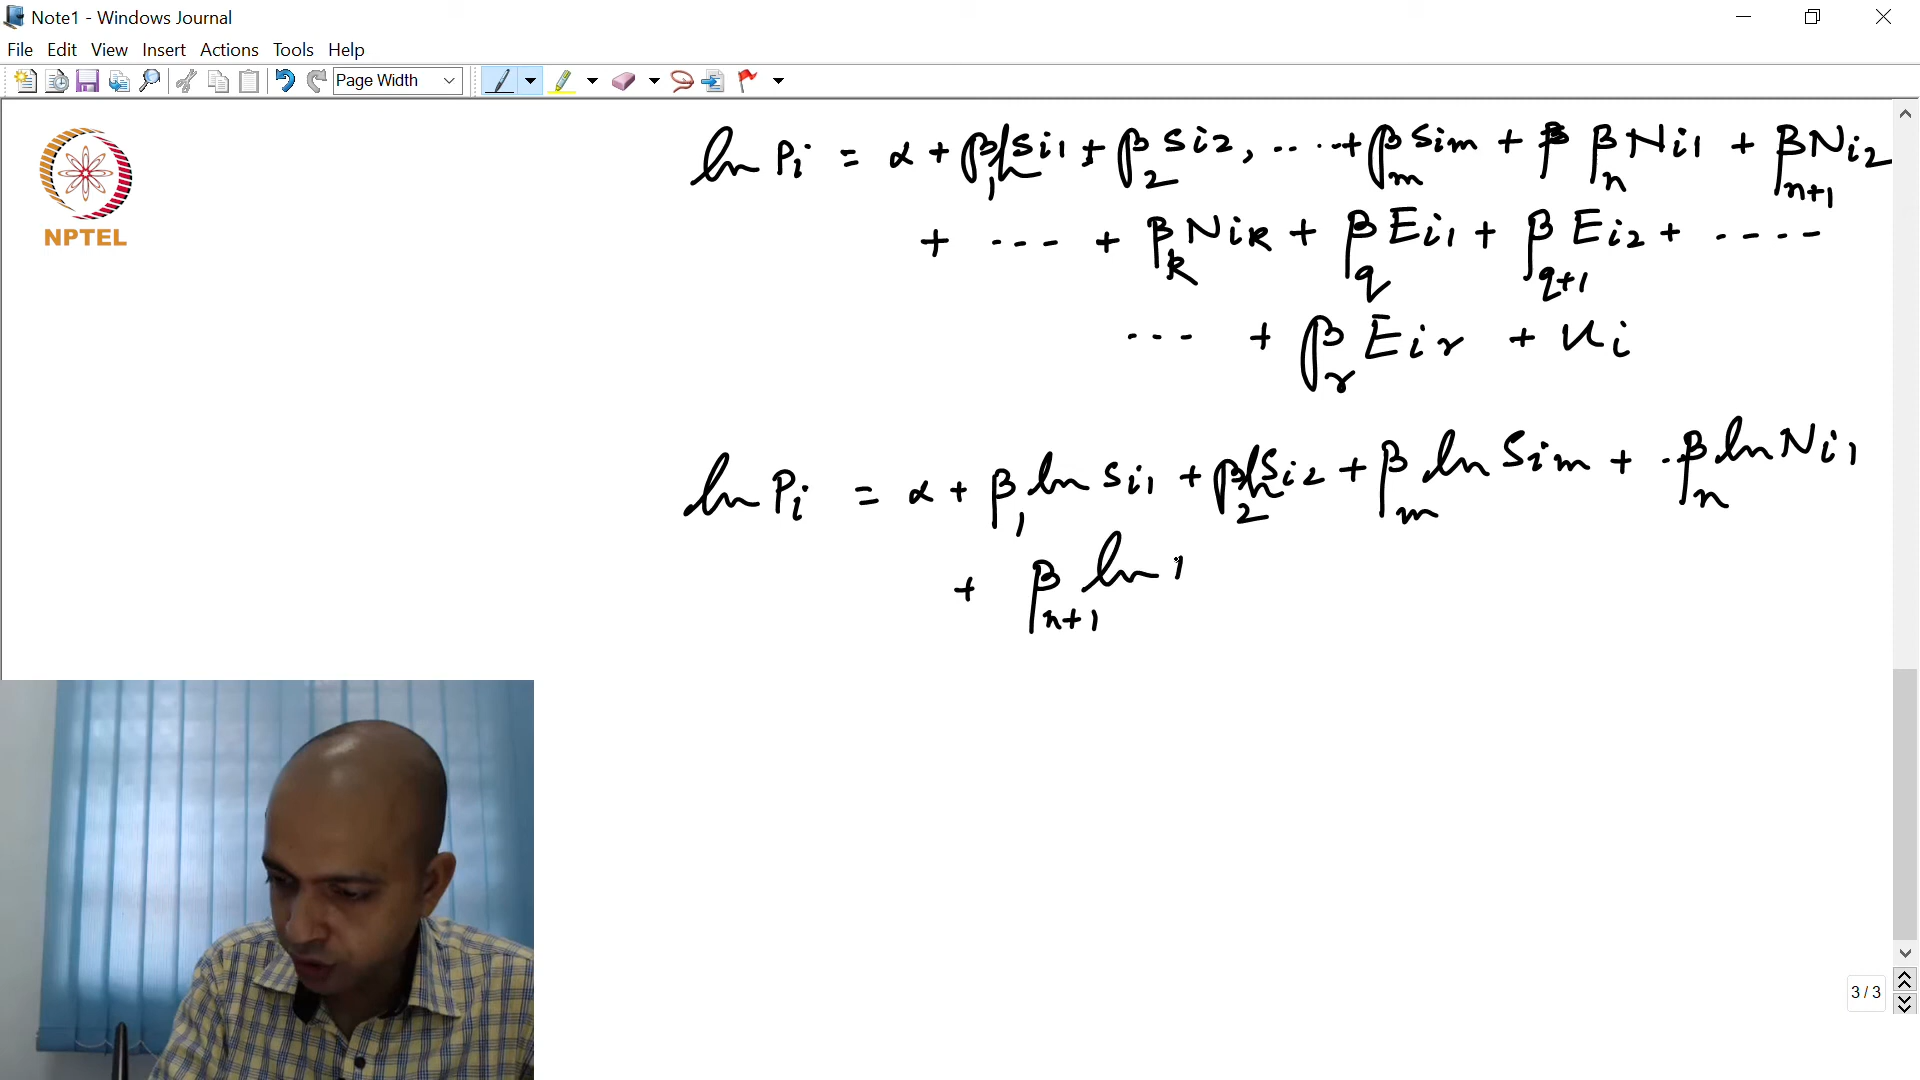 Note1 - Windows Journal
File Edit View Insert Actions Tools Help
Page Width
NPTEL
ln Pi = α + β₁ Si1 + β₂ Si2, .... + βm Sim + β βn Ni1 + βn+1 Ni2
+ --- + βk Nik + βq Ei1 + βq+1 Ei2 + ----
--- + βr Eir + ui
ln Pi = α + β₁ ln Si1 + β₂ ln Si2 + βm ln Sim + βn ln Ni1
+ βn+1 ln
3 / 3